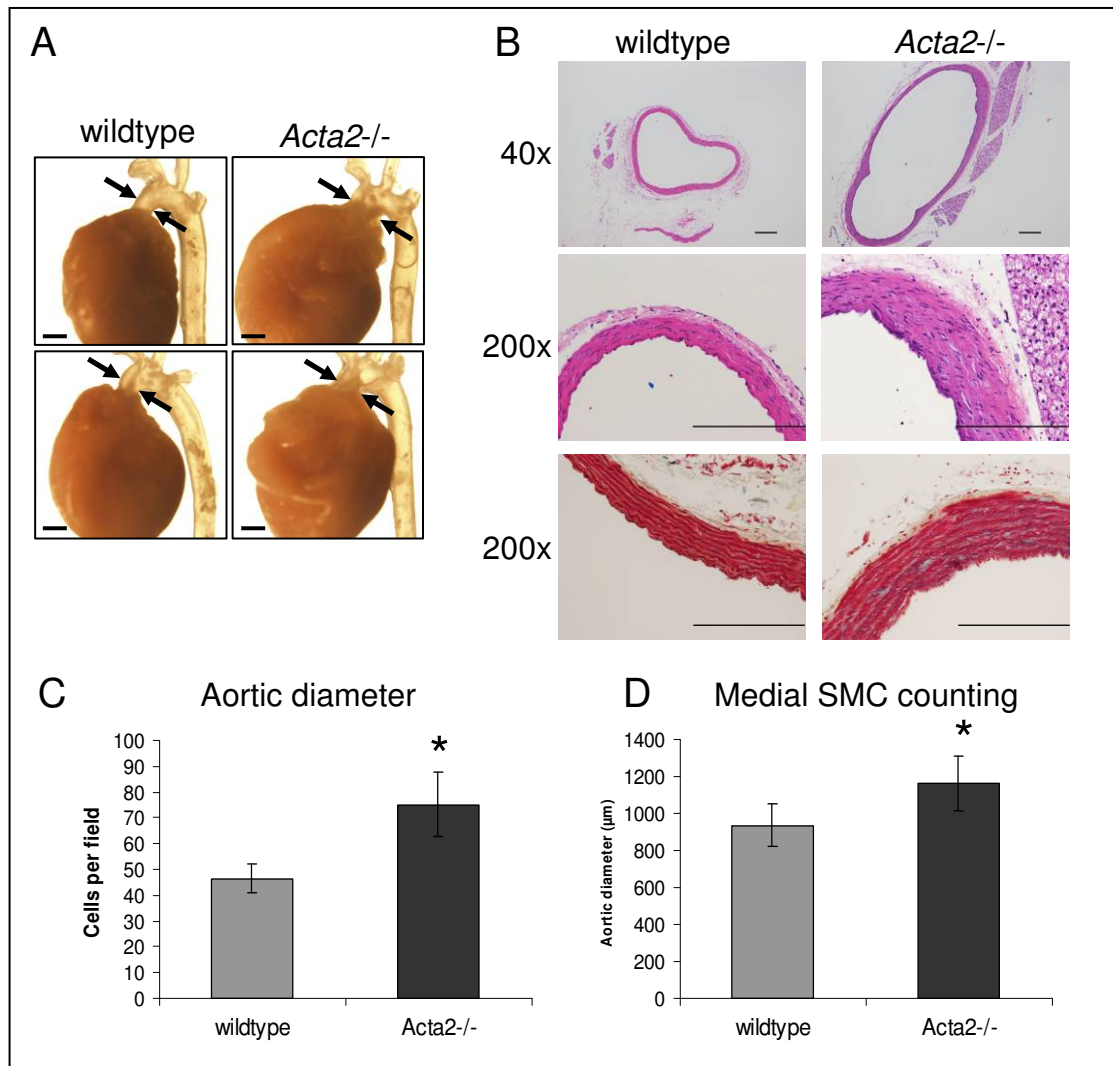 A
wildtype Acta2-/-
B
wildtype Acta2-/-
40x
200x
200x
C Aortic diameter
Cells per field
100
90
80
70
60
50
40
30
20
10
0
*
wildtype Acta2-/-
D Medial SMC counting
Aortic diameter (µm)
1400
1200
1000
800
600
400
200
0
*
wildtype Acta2-/-